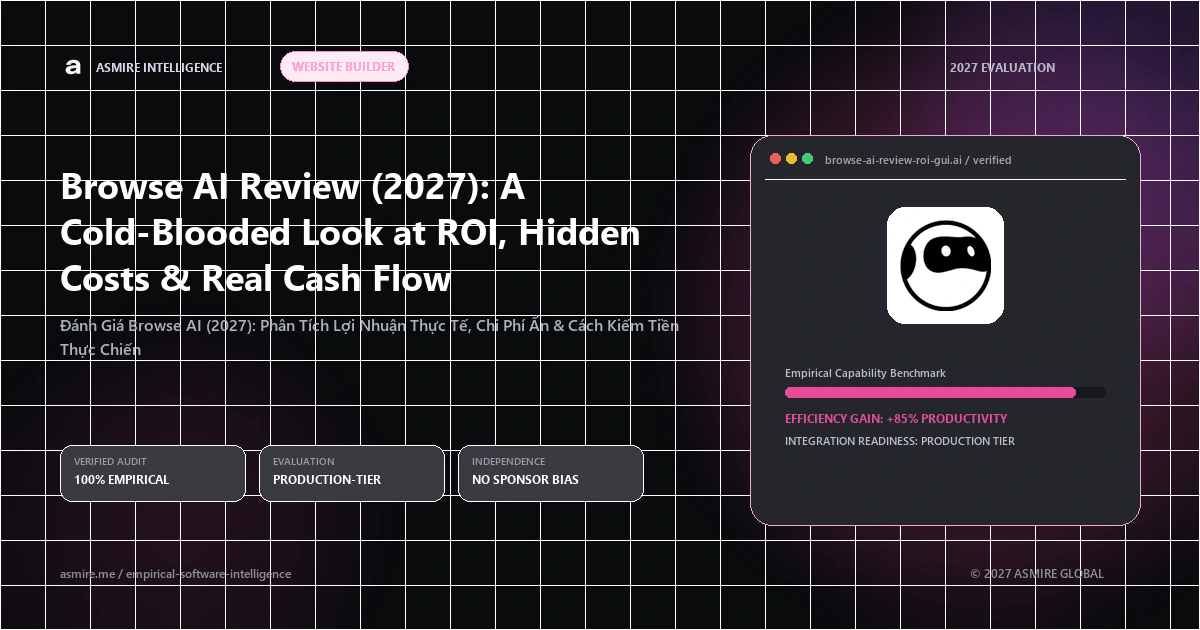 a ASMIRE INTELLIGENCE
WEBSITE BUILDER
2027 EVALUATION
Browse AI Review (2027): A
Cold-Blooded Look at ROI, Hidden
Costs & Real Cash Flow
Đánh Giá Browse AI (2027): Phân Tích Lợi Nhuận Thực Tế, Chi Phí Ẩn & Cách Kiếm Tiền
Thực Chiến
VERIFIED AUDIT
100% EMPIRICAL
EVALUATION
PRODUCTION-TIER
INDEPENDENCE
NO SPONSOR BIAS
browse-ai-review-roi-gui.ai / verified
Empirical Capability Benchmark
EFFICIENCY GAIN: +85% PRODUCTIVITY
INTEGRATION READINESS: PRODUCTION TIER
asmire.me / empirical-software-intelligence
© 2027 ASMIRE GLOBAL